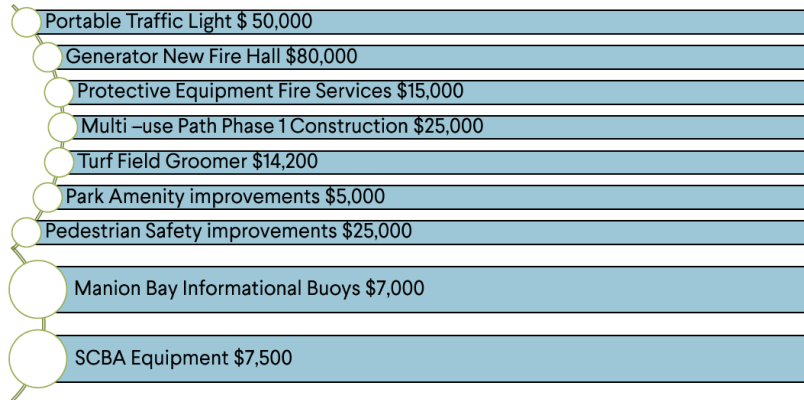 Portable Traffic Light $ 50,000
Generator New Fire Hall $80,000
Protective Equipment Fire Services $15,000
Multi –use Path Phase 1 Construction $25,000
Turf Field Groomer $14,200
Park Amenity improvements $5,000
Pedestrian Safety improvements $25,000
Manion Bay Informational Buoys $7,000
SCBA Equipment $7,500